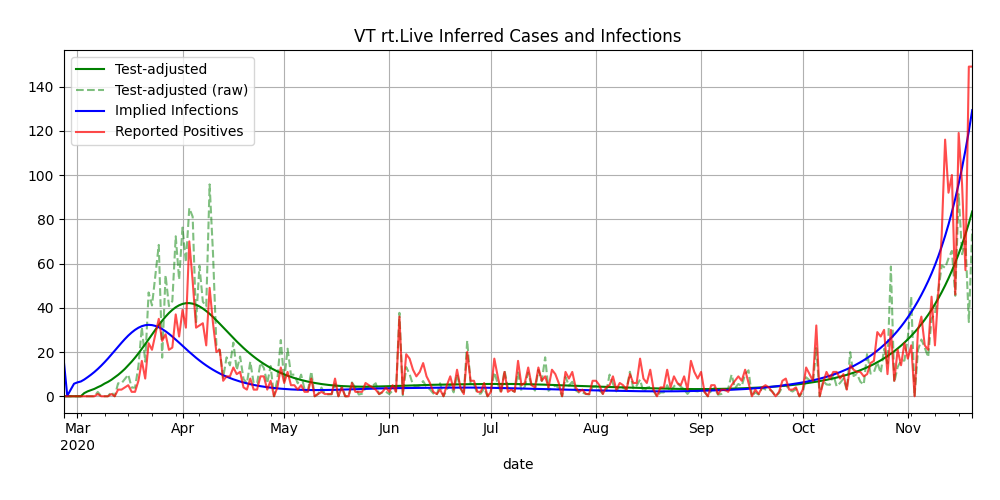 VT rt.Live Inferred Cases and Infections
Test-adjusted
Test-adjusted (raw)
Implied Infections
Reported Positives
140
120
100
80
60
40
20
0
Mar Apr May Jun Jul Aug Sep Oct Nov
2020
date